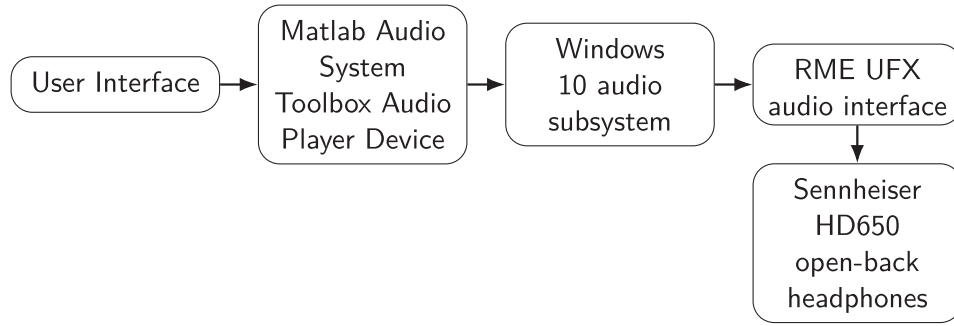 User Interface
Matlab Audio
System
Toolbox Audio
Player Device
Windows
10 audio
subsystem
RME UFX
audio interface
Sennheiser
HD650
open-back
headphones